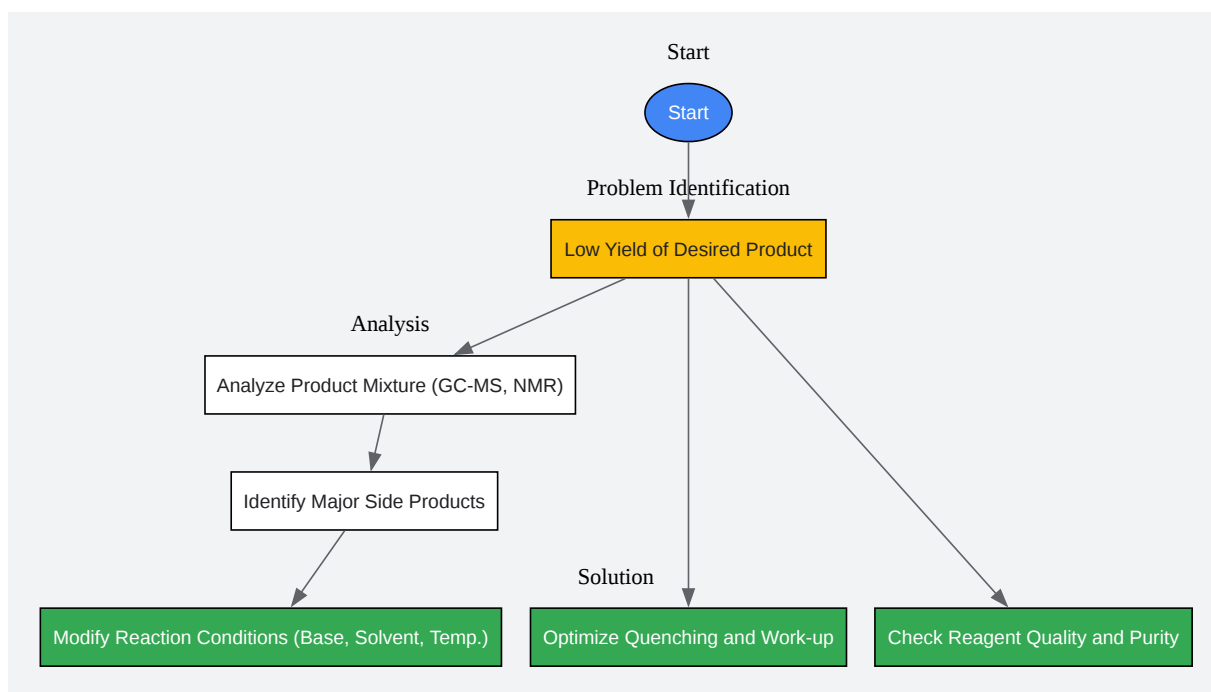 Start
Start
Problem Identification
Low Yield of Desired Product
Analysis
Analyze Product Mixture (GC-MS, NMR)
Identify Major Side Products
Solution
Modify Reaction Conditions (Base, Solvent, Temp.)
Optimize Quenching and Work-up
Check Reagent Quality and Purity